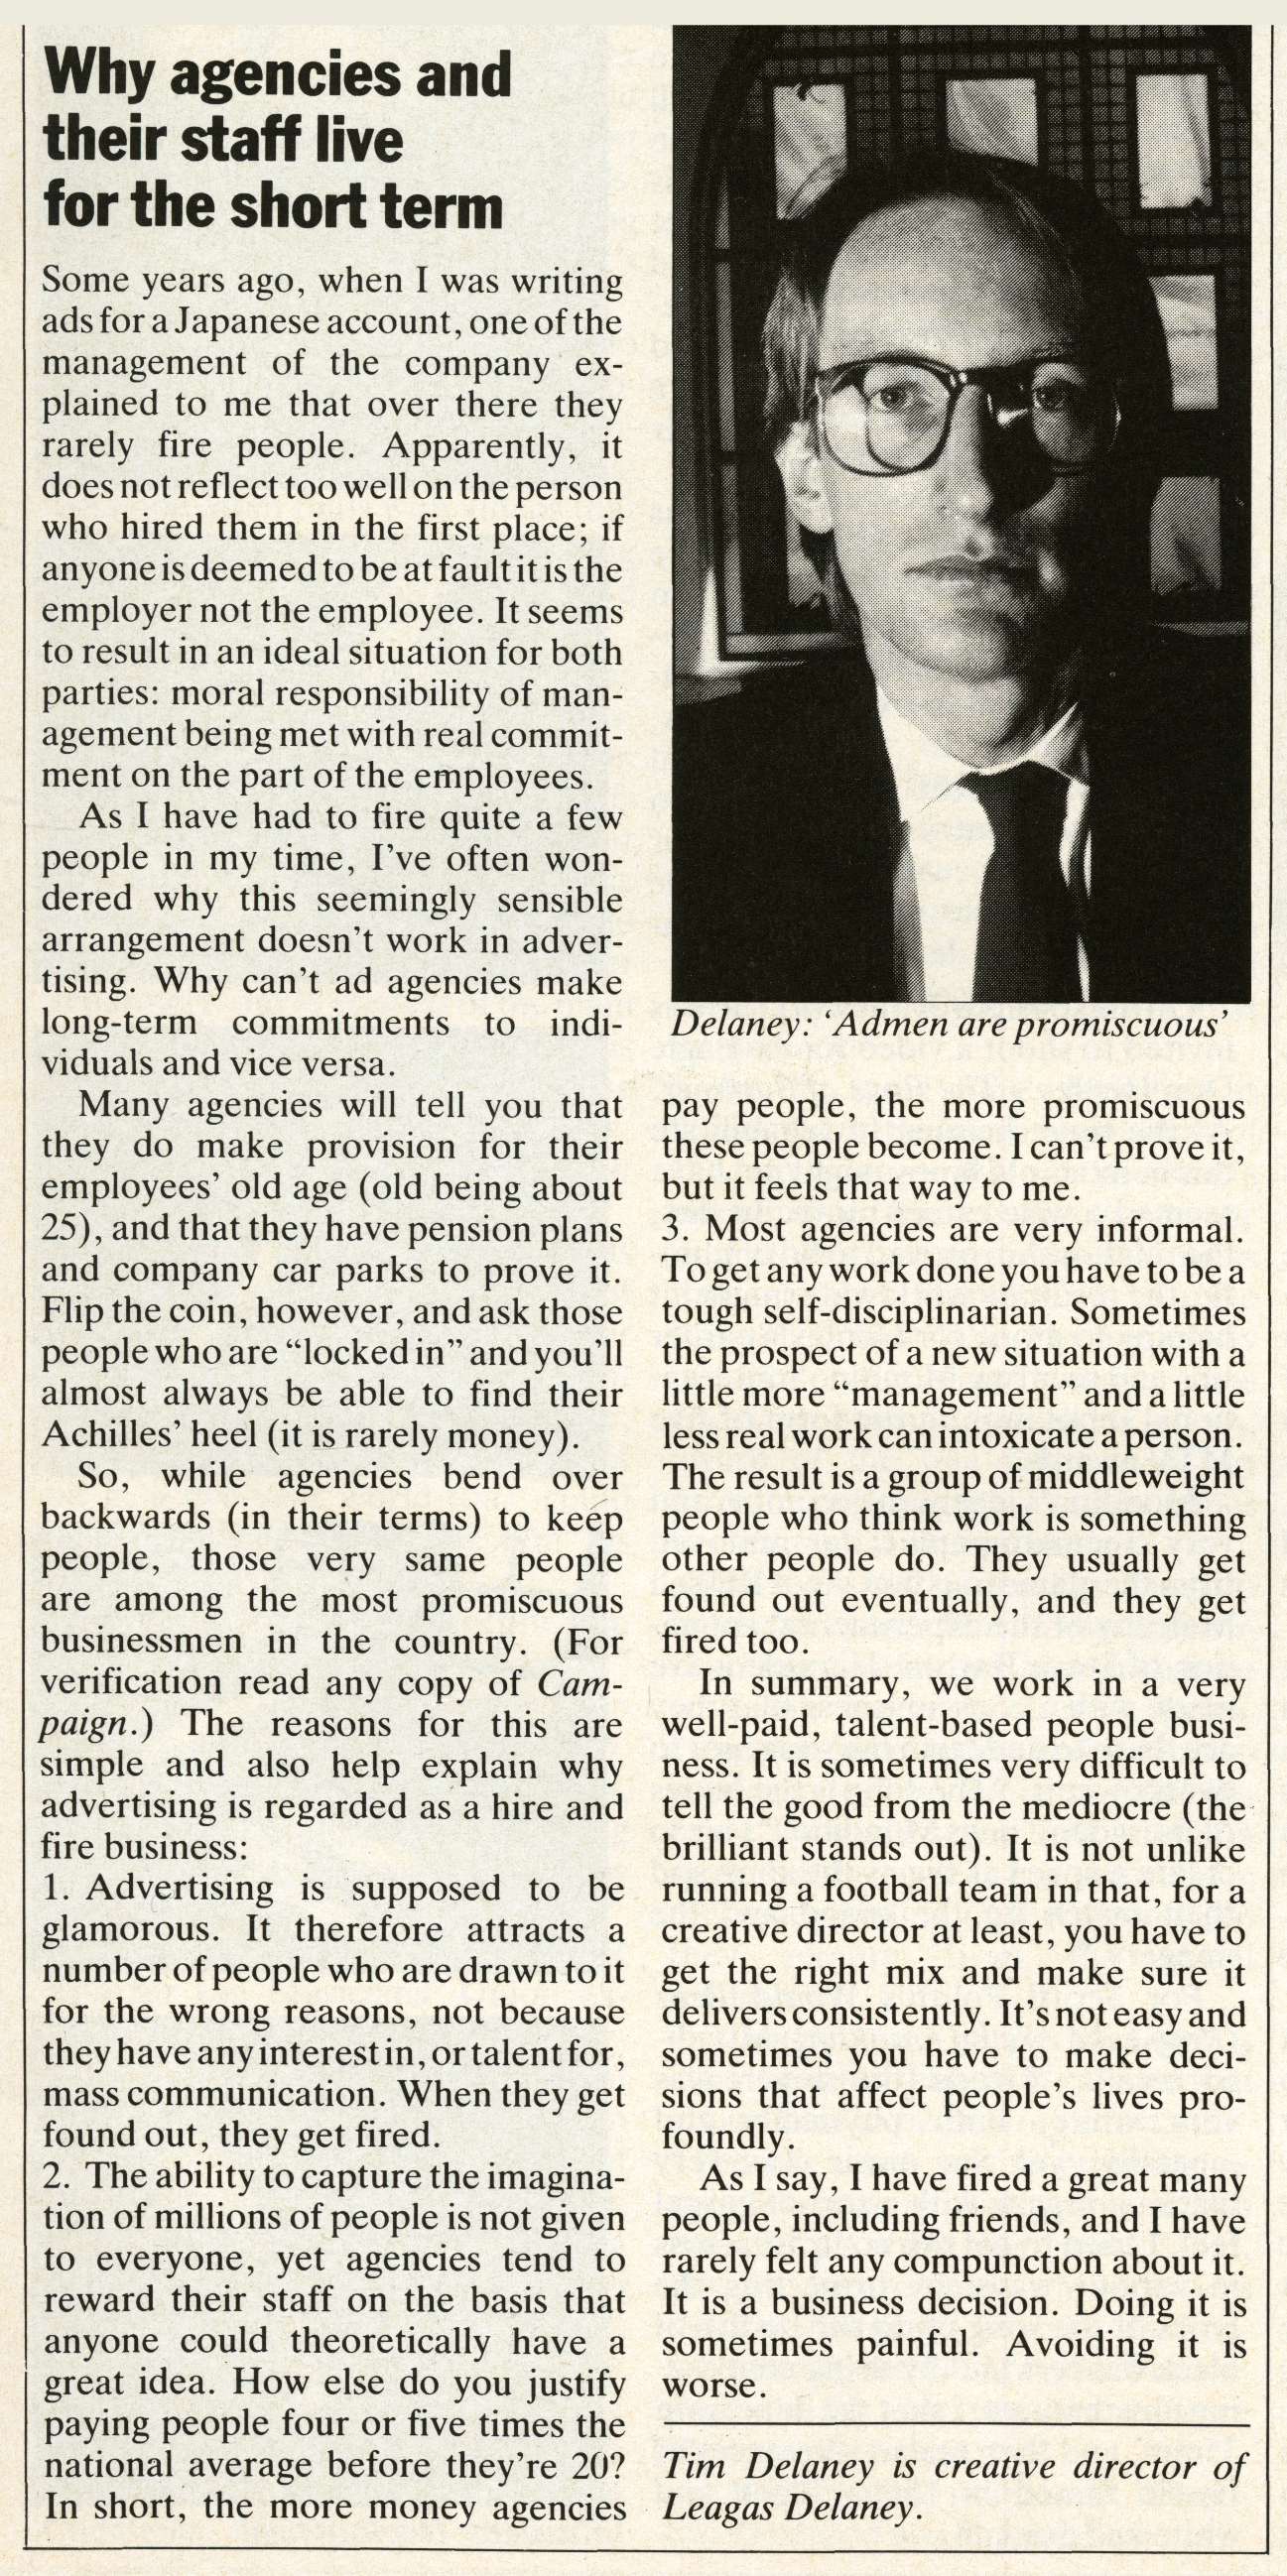 Why agencies and
their staff live
for the short term
Some years ago, when I was writing
ads for a Japanese account, one of the
management of the company ex-
plained to me that over there they
rarely fire people. Apparently, it
does not reflect too well on the person
who hired them in the first place; if
anyone is deemed to be at fault it is the
employer not the employee. It seems
to result in an ideal situation for both
parties: moral responsibility of man-
agement being met with real commit-
ment on the part of the employees.
As I have had to fire quite a few
people in my time, I've often won-
dered why this seemingly sensible
arrangement doesn't work in adver-
tising. Why can't ad agencies make
long-term commitments to indi-
viduals and vice versa.
Many agencies will tell you that
they do make provision for their
employees' old age (old being about
25), and that they have pension plans
and company car parks to prove it.
Flip the coin, however, and ask those
people who are “locked in” and you'll
almost always be able to find their
Achilles' heel (it is rarely money).
So, while agencies bend over
backwards (in their terms) to keep
people, those very same people
are among the most promiscuous
businessmen in the country. (For
verification read any copy of Cam-
paign.) The reasons for this are
simple and also help explain why
advertising is regarded as a hire and
fire business:
1. Advertising is supposed to be
glamorous. It therefore attracts a
number of people who are drawn to it
for the wrong reasons, not because
they have any interest in, or talent for,
mass communication. When they get
found out, they get fired.
2. The ability to capture the imagina-
tion of millions of people is not given
to everyone, yet agencies tend to
reward their staff on the basis that
anyone could theoretically have a
great idea. How else do you justify
paying people four or five times the
national average before they're 20?
In short, the more money agencies
Delaney: ‘Admen are promiscuous’
pay people, the more promiscuous
these people become. I can't prove it,
but it feels that way to me.
3. Most agencies are very informal.
To get any work done you have to be a
tough self-disciplinarian. Sometimes
the prospect of a new situation with a
little more “management” and a little
less real work can intoxicate a person.
The result is a group of middleweight
people who think work is something
other people do. They usually get
found out eventually, and they get
fired too.
In summary, we work in a very
well-paid, talent-based people busi-
ness. It is sometimes very difficult to
tell the good from the mediocre (the
brilliant stands out). It is not unlike
running a football team in that, for a
creative director at least, you have to
get the right mix and make sure it
delivers consistently. It's not easy and
sometimes you have to make deci-
sions that affect people's lives pro-
foundly.
As I say, I have fired a great many
people, including friends, and I have
rarely felt any compunction about it.
It is a business decision. Doing it is
sometimes painful. Avoiding it is
worse.
Tim Delaney is creative director of
Leagas Delaney.